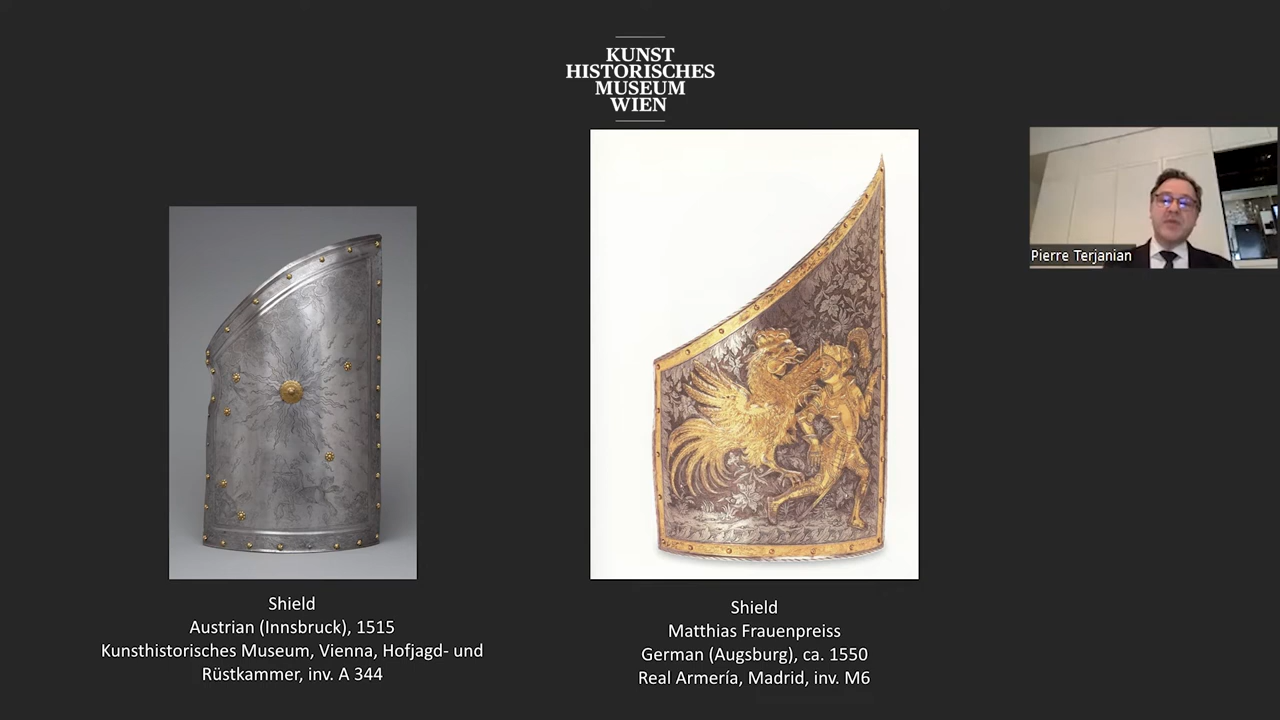 KUNST
HISTORISCHES
MUSEUM
WIEN
Pierre Terjanian
Shield
Austrian (Innsbruck), 1515
Kunsthistorisches Museum, Vienna, Hofjagd- und
Rüstkammer, inv. A 344
Shield
Matthias Frauenpreiss
German (Augsburg), ca. 1550
Real Armería, Madrid, inv. M6